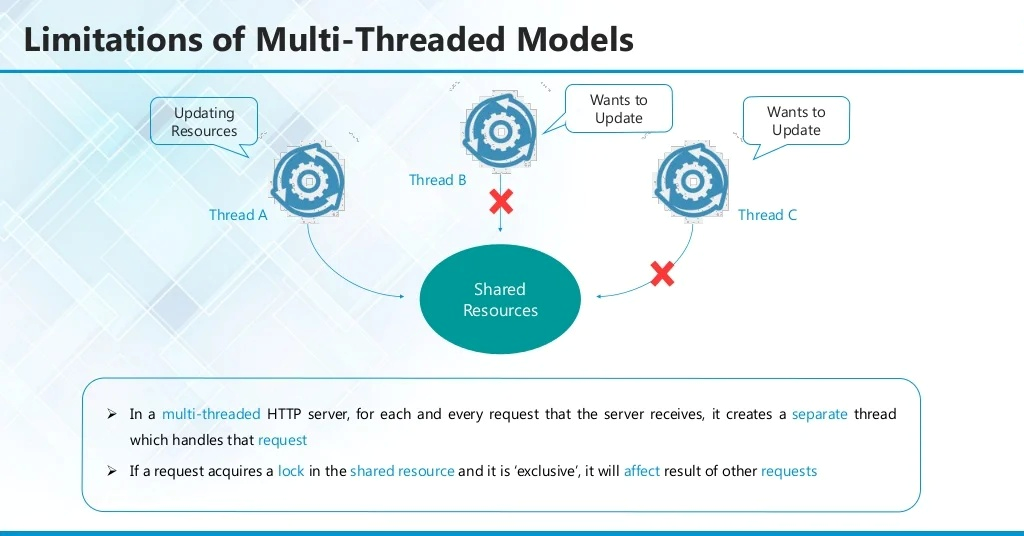 Limitations of Multi-Threaded Models
Updating
Resources
Wants to
Update
Wants to
Update
Thread B
Thread A
Thread C
Shared
Resources
➢ In a multi-threaded HTTP server, for each and every request that the server receives, it creates a separate thread
which handles that request
➢ If a request acquires a lock in the shared resource and it is ‘exclusive’, it will affect result of other requests